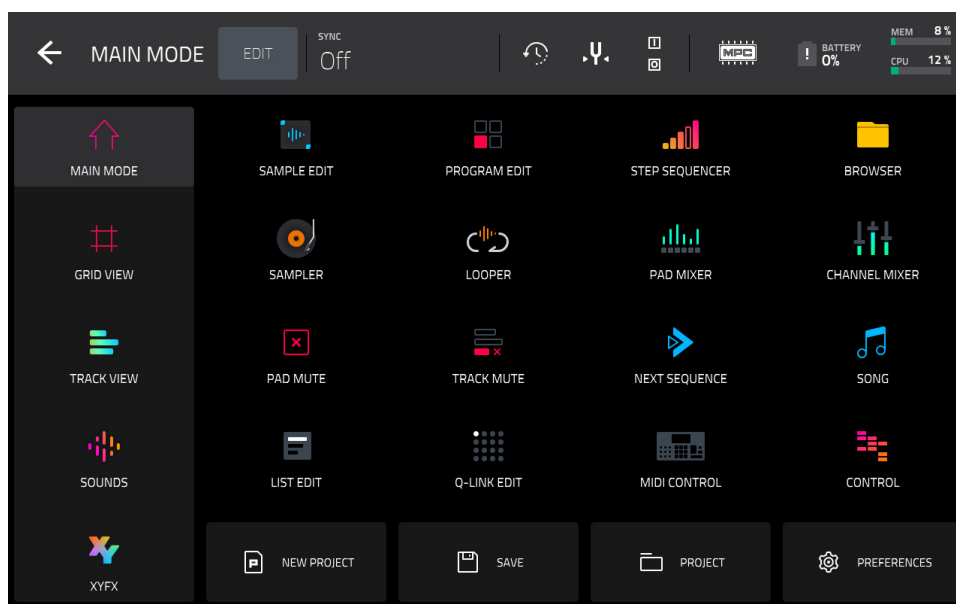 MAIN MODE
EDIT
SYNC
Off
MPC
!
BATTERY
0%
MEM 8%
CPU 12%
MAIN MODE
SAMPLE EDIT
PROGRAM EDIT
STEP SEQUENCER
BROWSER
GRID VIEW
SAMPLER
LOOPER
PAD MIXER
CHANNEL MIXER
TRACK VIEW
PAD MUTE
TRACK MUTE
NEXT SEQUENCE
SONG
SOUNDS
LIST EDIT
Q-LINK EDIT
MIDI CONTROL
CONTROL
XY
XYFX
P
NEW PROJECT
SAVE
PROJECT
PREFERENCES